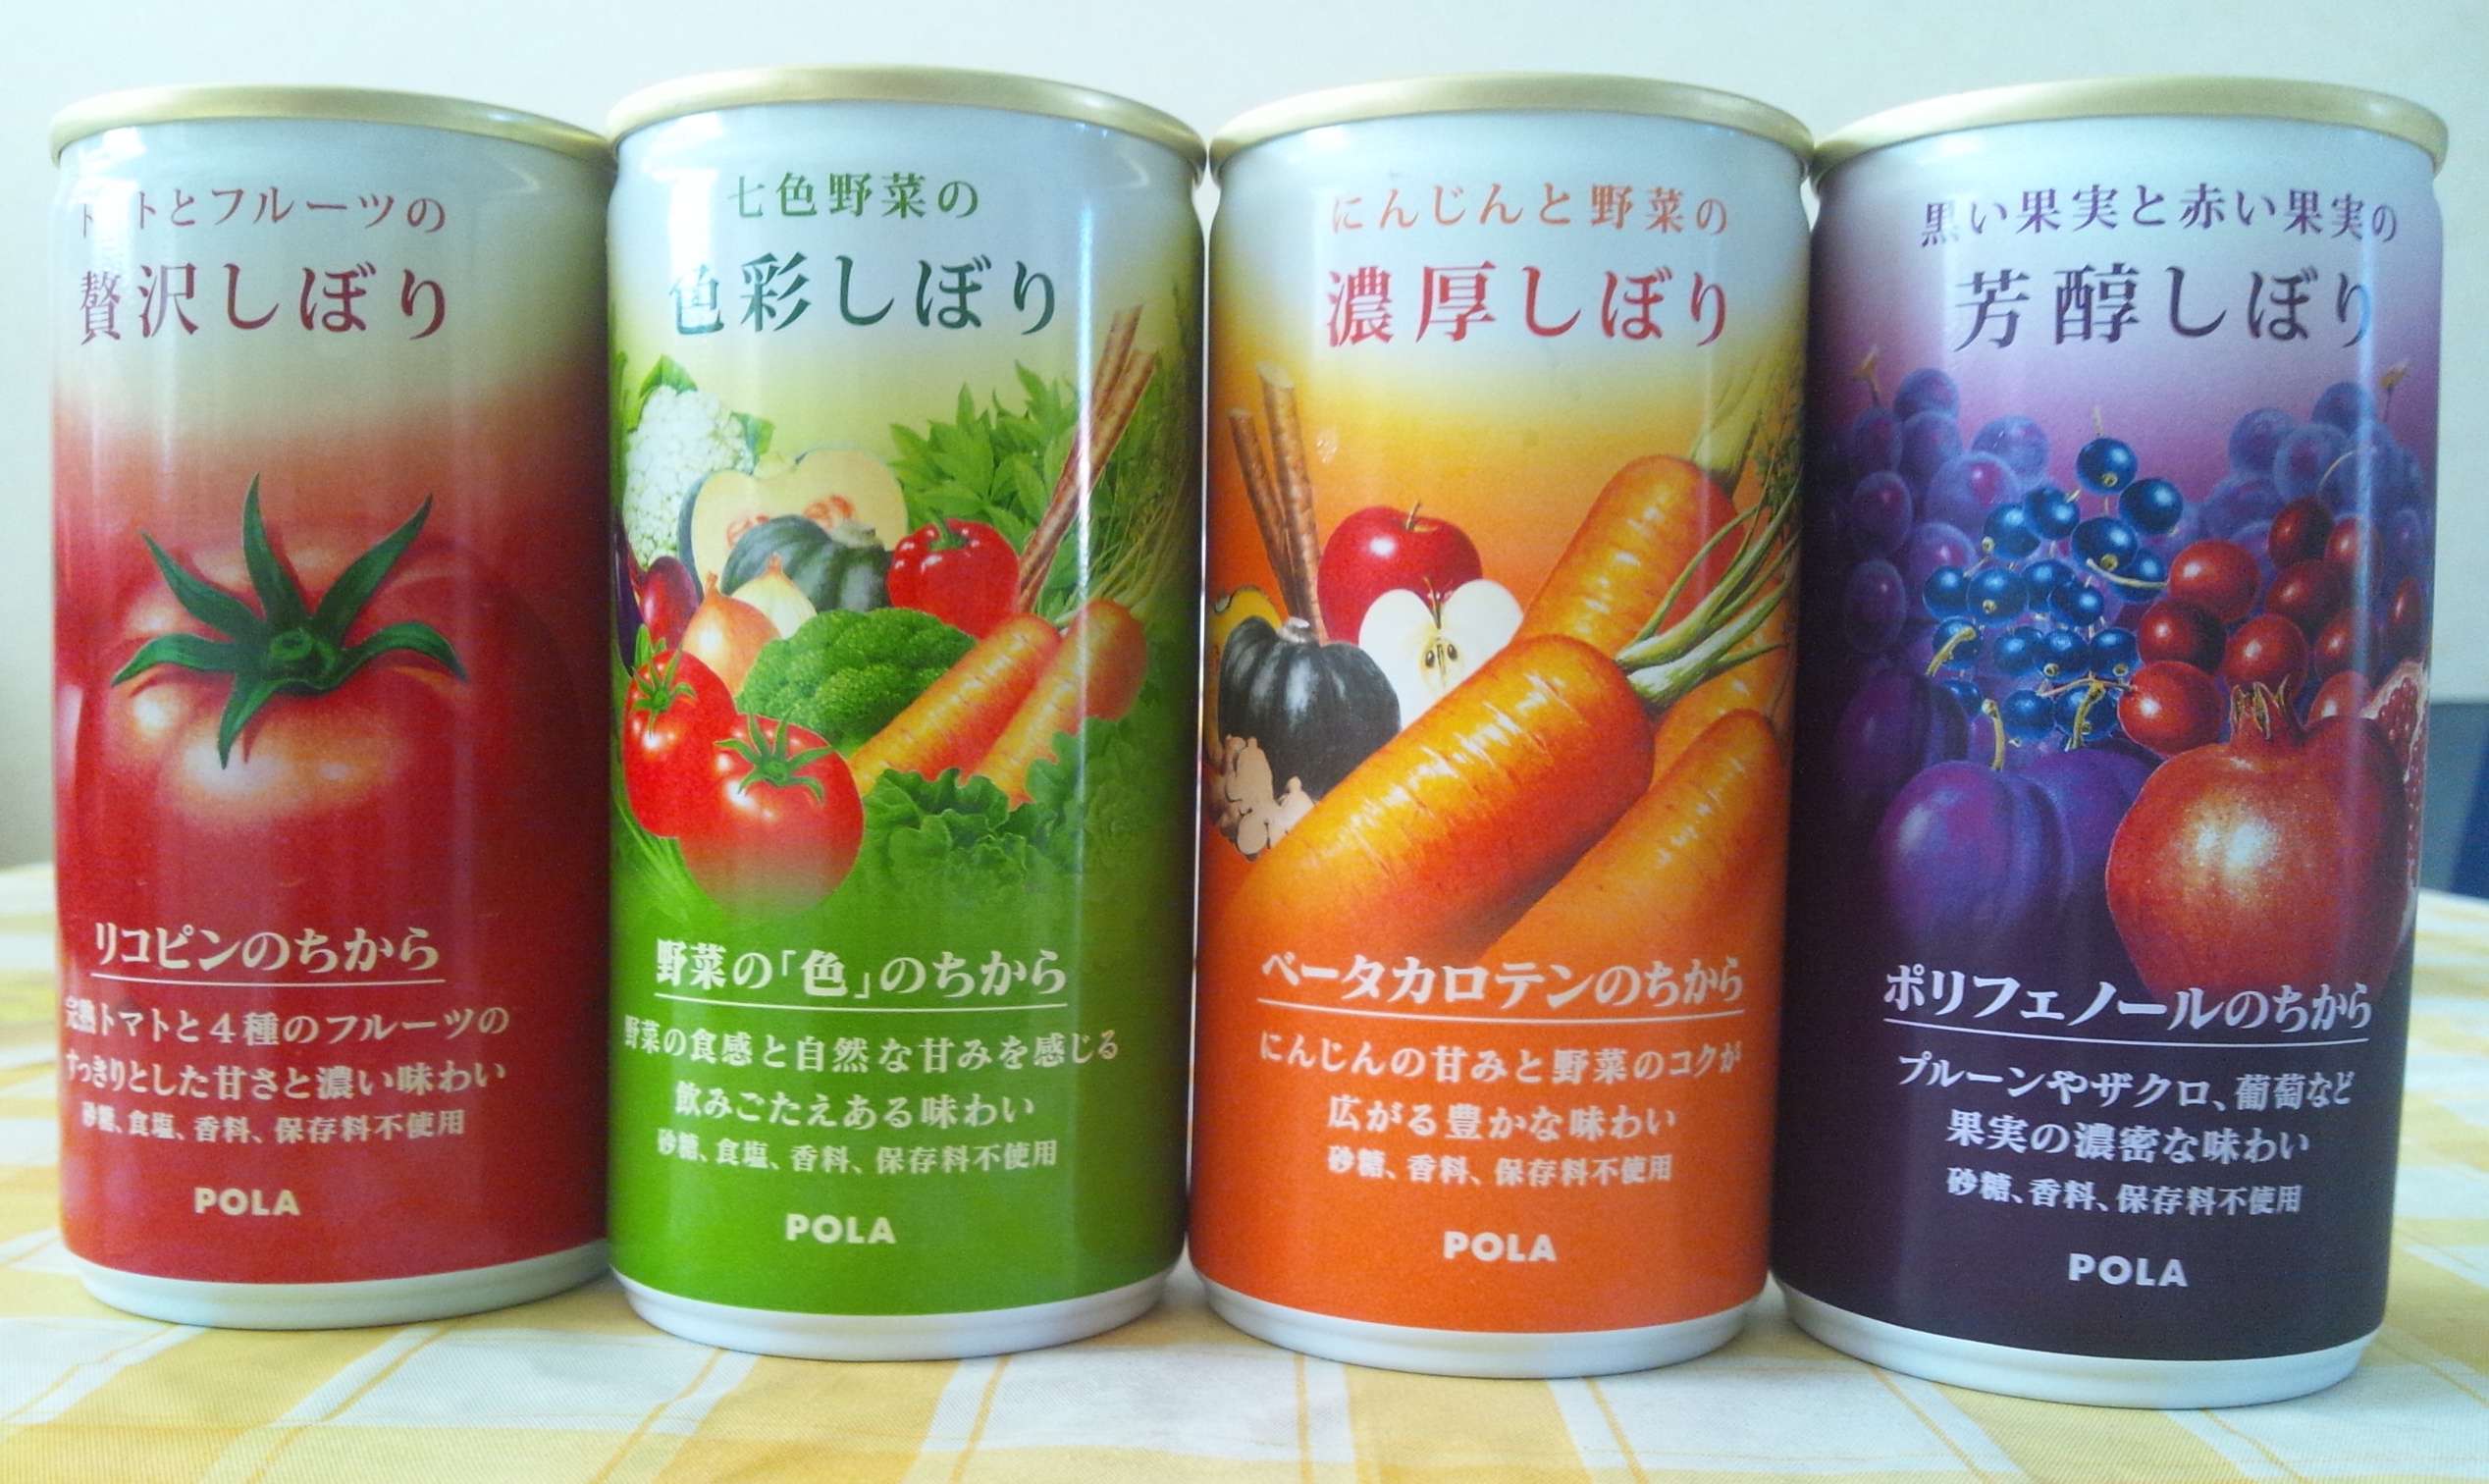 トマトとフルーツの
贅沢しぼり
リコピンのちから
完熟トマトと4種のフルーツの
すっきりとした甘さと濃い味わい
砂糖、食塩、香料、保存料不使用
POLA
七色野菜の
色彩しぼり
野菜の「色」のちから
野菜の食感と自然な甘みを感じる
飲みごたえある味わい
砂糖、食塩、香料、保存料不使用
POLA
にんじんと野菜の
濃厚しぼり
ベータカロテンのちから
にんじんの甘みと野菜のコクが
広がる豊かな味わい
砂糖、香料、保存料不使用
POLA
黒い果実と赤い果実の
芳醇しぼり
ポリフェノールのちから
プルーンやザクロ、葡萄など
果実の濃密な味わい
砂糖、香料、保存料不使用
POLA